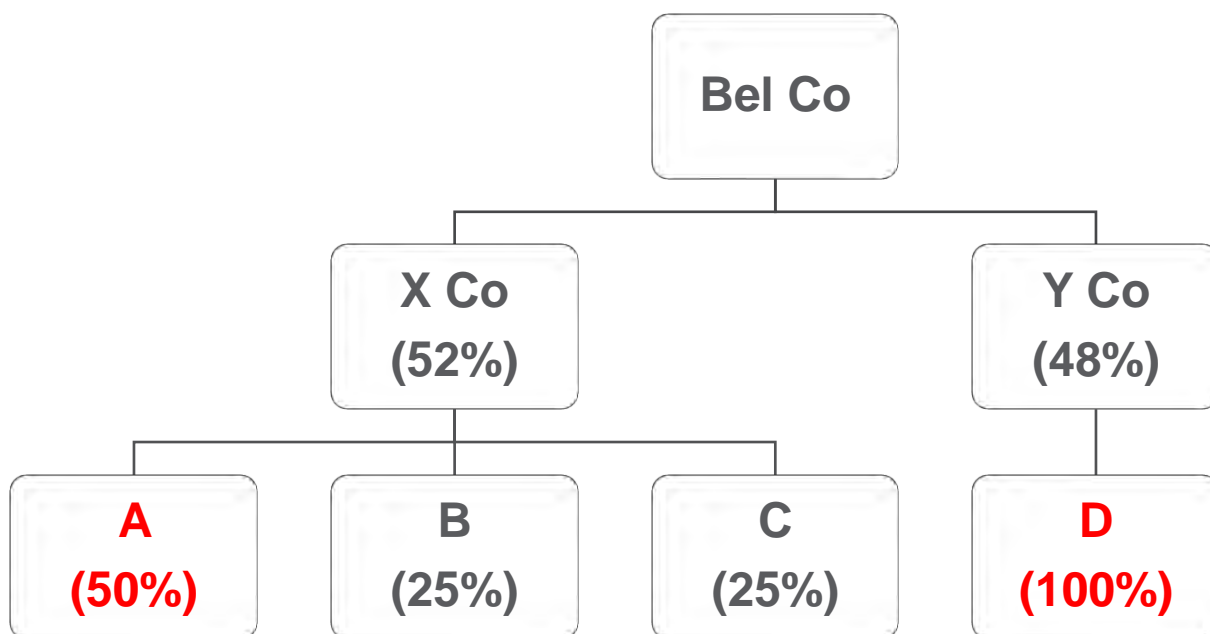 Bel Co
X Co
(52%)
Y Co
(48%)
A
(50%)
B
(25%)
C
(25%)
D
(100%)